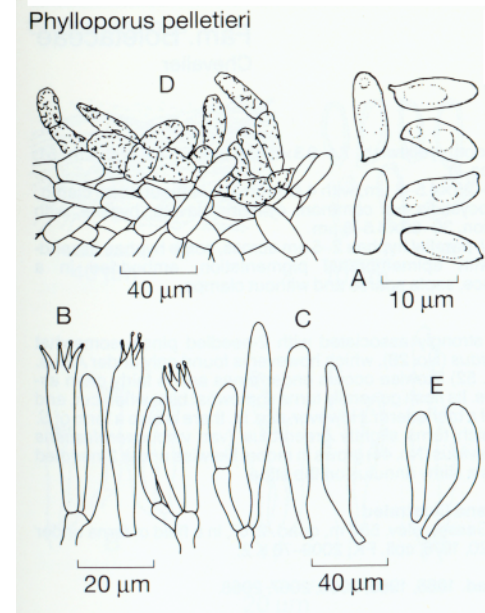 Phylloporus pelletieri
D
40 μm
A
10 μm
B
C
E
20 μm
40 μm